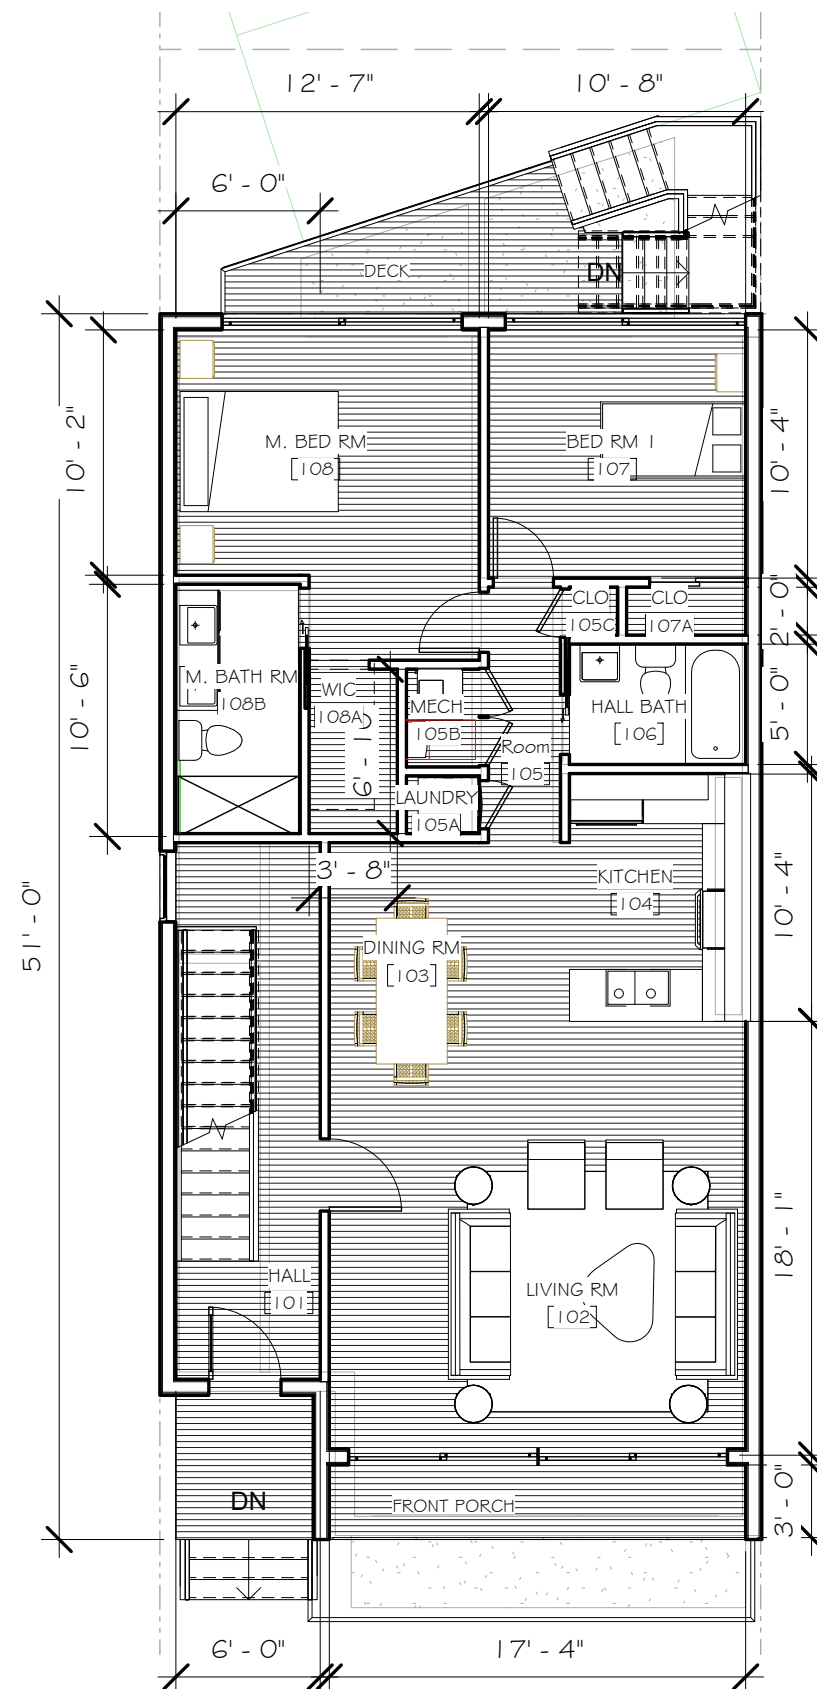 12' - 7"
10' - 8"
6' - 0"
DECK
DN
10' - 2"
M. BED RM
[108]
BED RM 1
[107]
10' - 4"
CLO
105C
CLO
107A
2' - 0"
10' - 6"
M. BATH RM
108B
WIC
108A
6' - 10
MECH
105B
Room
[105]
HALL BATH
[106]
5' - 0"
LAUNDRY
105A
3' - 8"
KITCHEN
[104]
10' - 4"
51' - 0"
DINING RM
[103]
18' - 1"
HALL
[101]
LIVING RM
[102]
DN
FRONT PORCH
3' - 0"
6' - 0"
17' - 4"